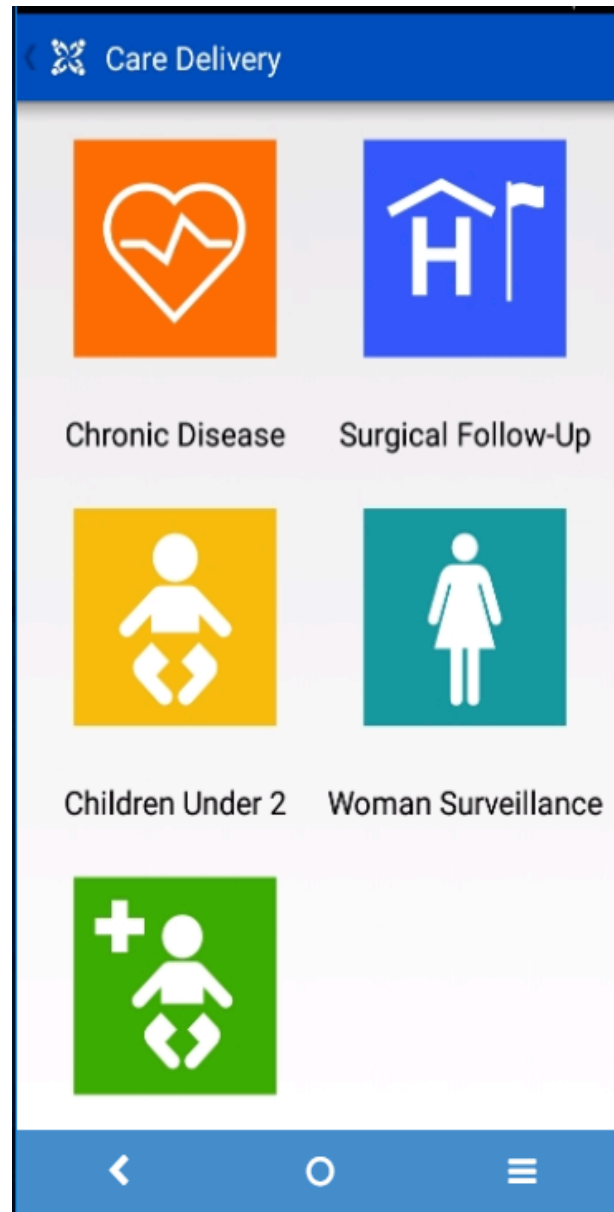 Care Delivery
Chronic Disease
Surgical Follow-Up
H
Children Under 2
Woman Surveillance